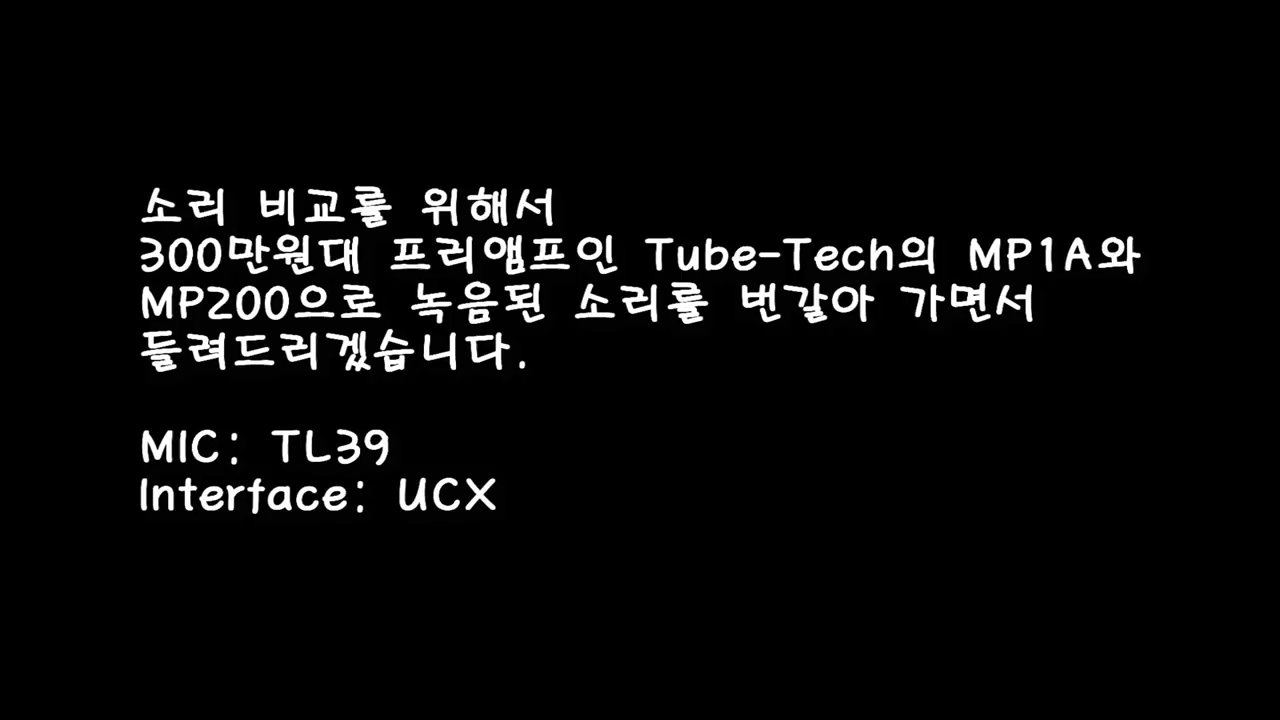 소리 비교를 위해서
300만원대 프리앰프인 Tube-Tech의 MP1A와
MP200으로 녹음된 소리를 번갈아 가면서
들려드리겠습니다.
MIC: TL39
Interface: UCX